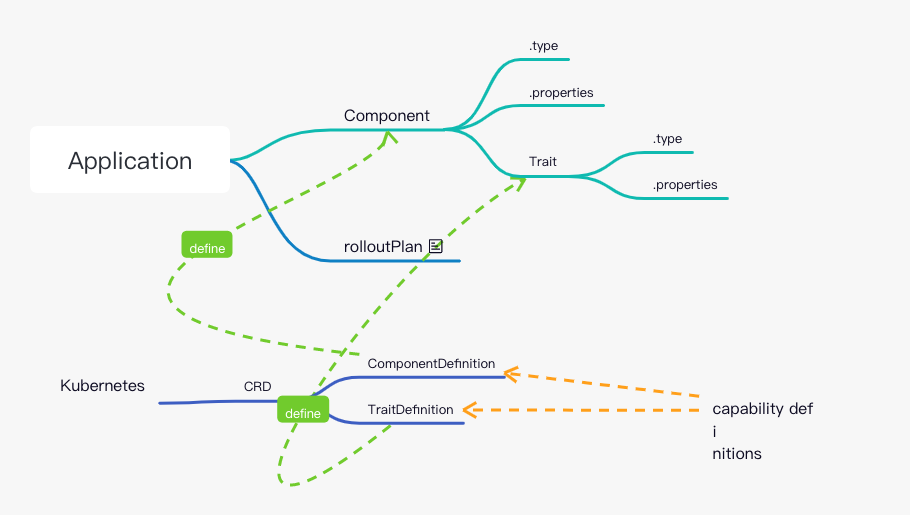 .type
.properties
Component
Application
.type
Trait
.properties
define
rolloutPlan
ComponentDefinition
Kubernetes
CRD
define
TraitDefinition
capability def
i
nitions